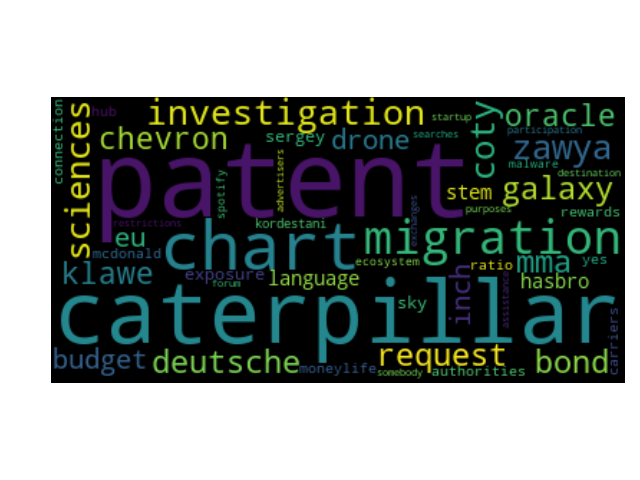 connection
sciences
hub
investigation
startup
coty
oracle
chevron
sergey
drone
searches
participation
zawya
malware
destination
patent
spotify
advertisers
stem
galaxy
purposes
rewards
restrictions
kordestani
exchanges
eu
chart
migration
mcdonald
ecosystem
ratio
mma
yes
klawe
exposure
forum
language
inch
assistance
hasbro
caterpillar
sky
carriers
budget
deutsche
moneylife
somebody
request
authorities
bond